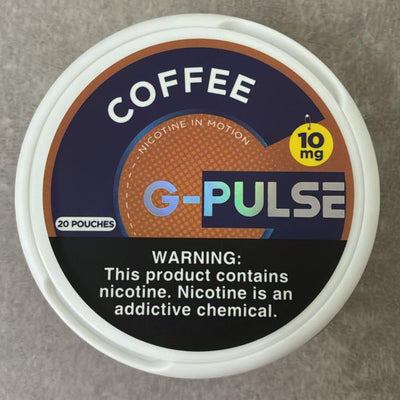 COFFEE
NICOTINE IN MOTION
10
mg
G-PULSE
20 POUCHES
WARNING:
This product contains
nicotine. Nicotine is an
addictive chemical.